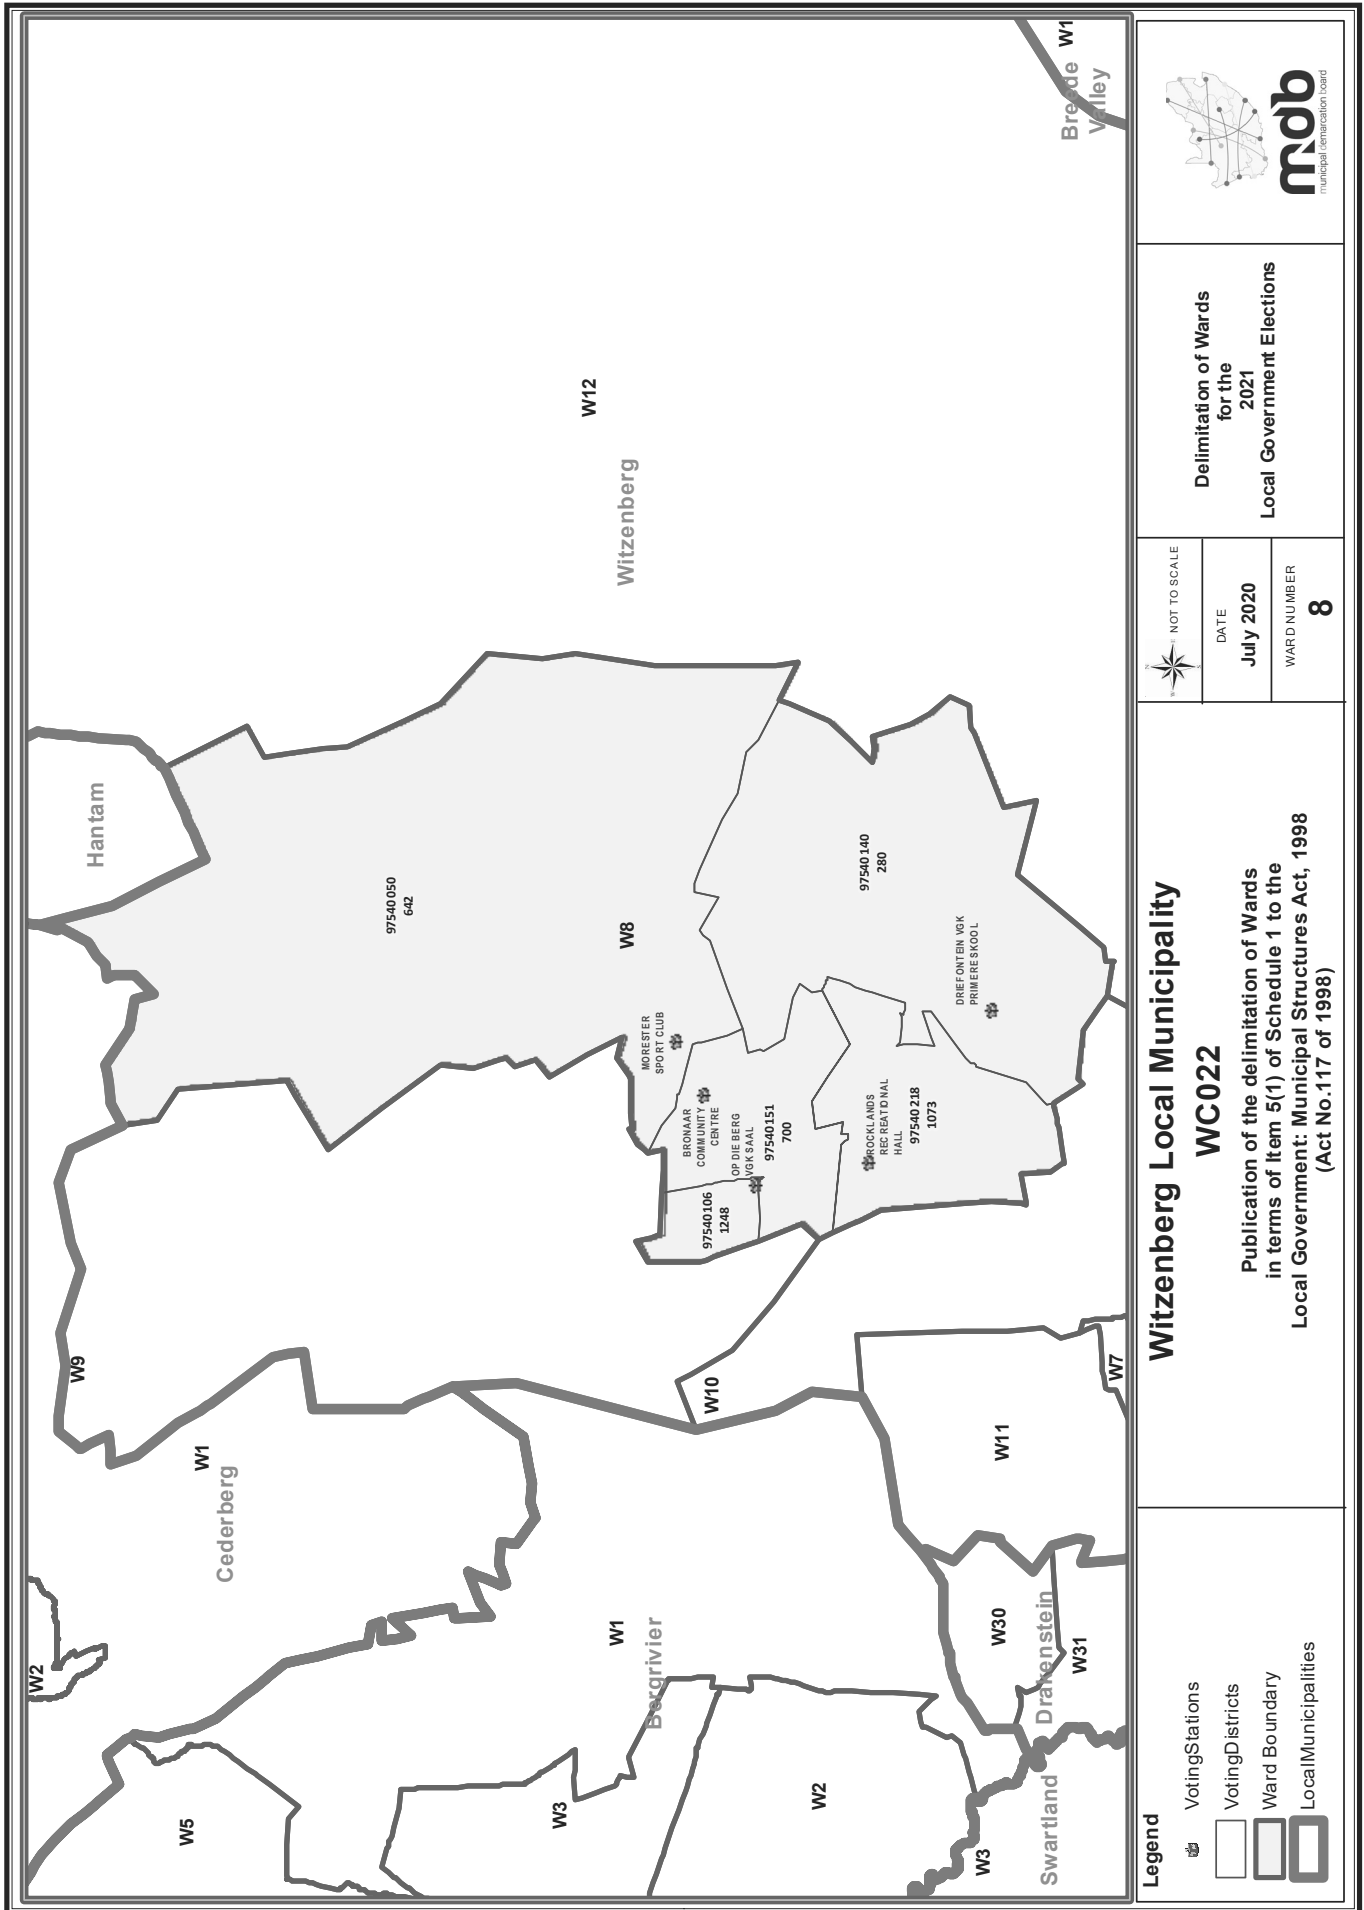 Hantam
Witzenberg
Breede
Valley
W1
W12
W9
W1
Cederberg
W2
W5
W3
W1
Bergrivier
W2
W3
Swartland
Drakenstein
W30
W31
W11
W7
W10
W8
97540050
642
97540140
280
97540151
700
97540218
1073
97540106
1248
MORESTER
SPORT CLUB
BRONAAR
COMMUNITY
CENTRE
OP DIE BERG
VGK SAAL
ROCKLANDS
RECREATIONAL
HALL
DRIEFONTEIN VGK
PRIMERE SKOOL
Legend
VotingStations
VotingDistricts
Ward Boundary
LocalMunicipalities
Witzenberg Local Municipality
WC022
Publication of the delimitation of Wards
in terms of Item 5(1) of Schedule 1 to the
Local Government: Municipal Structures Act, 1998
(Act No.117 of 1998)
N
E
S
W
NOT TO SCALE
DATE
July 2020
WARD NUMBER
8
Delimitation of Wards
for the
2021
Local Government Elections
mdb
municipal demarcation board